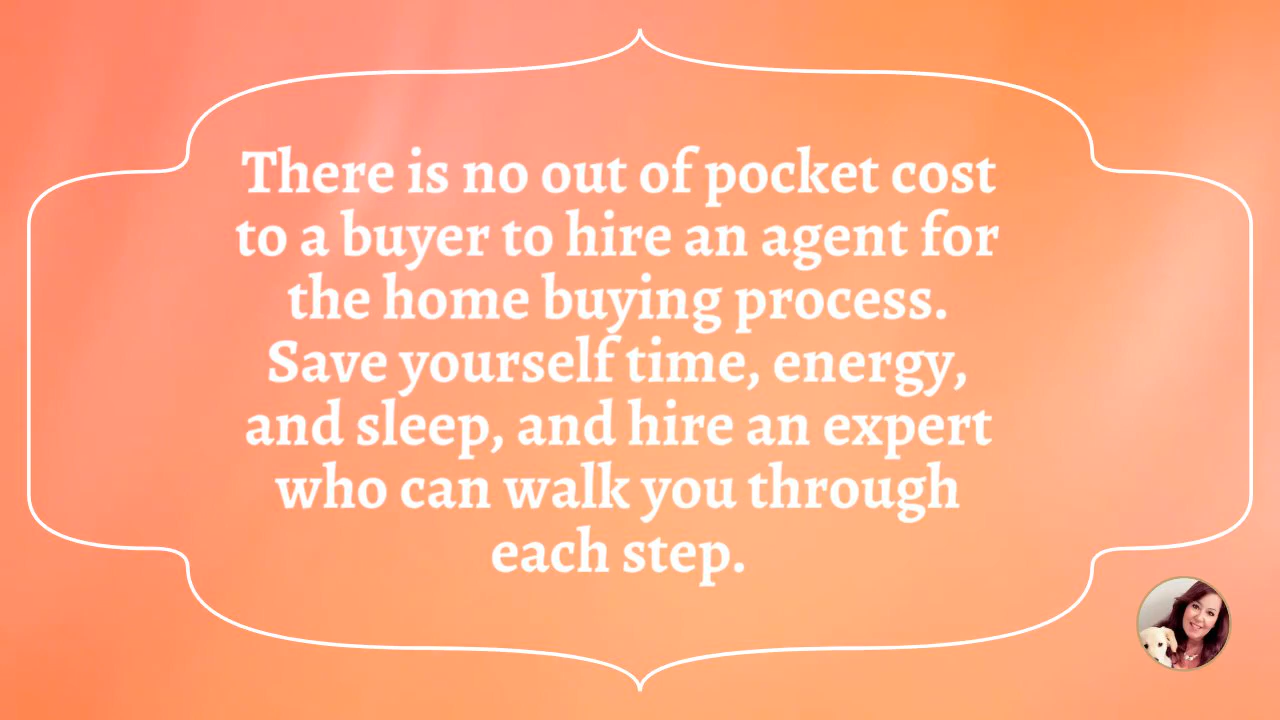 There is no out of pocket cost
to a buyer to hire an agent for
the home buying process.
Save yourself time, energy,
and sleep, and hire an expert
who can walk you through
each step.